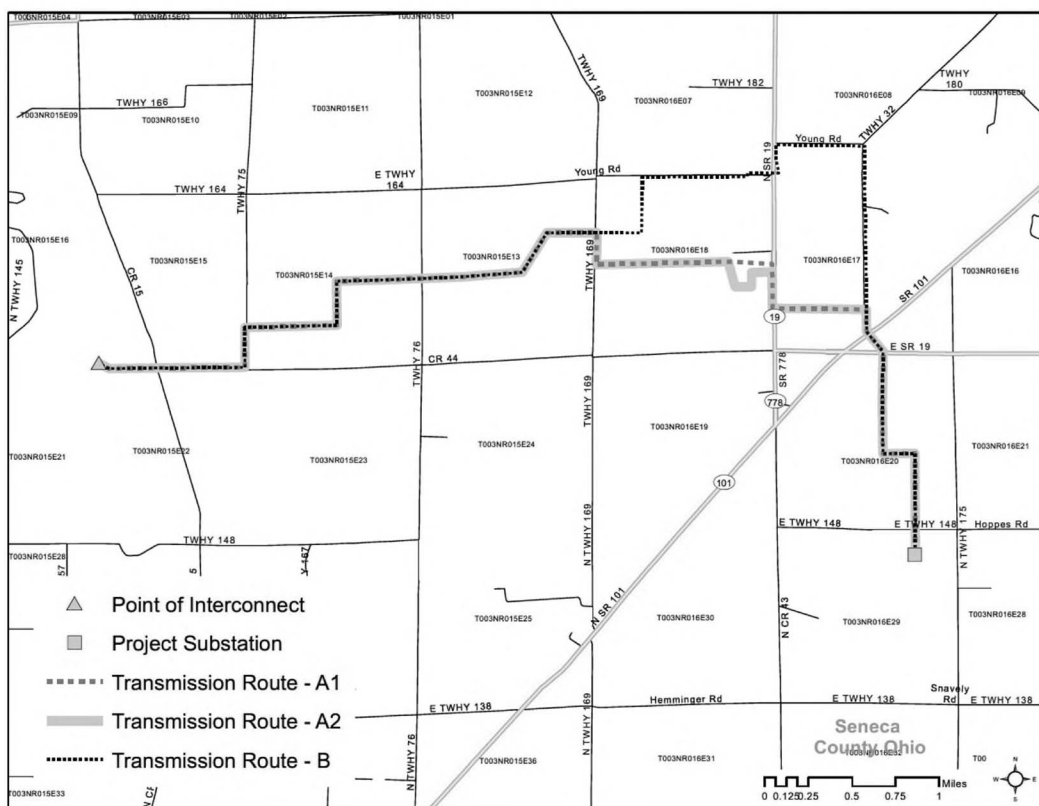 T003NR015E04
T003NR015E03
T003NR015E02
T003NR015E01
TWHY 166
T003NR015E09
T003NR015E10
T003NR015E11
T003NR015E12
TWHY 169
T003NR016E07
TWHY 182
T003NR016E08
TWHY
180
T003NR016E09
TWHY 32
Young Rd
N SR 19
TWHY 164
TWHY 75
E TWHY
164
Young Rd
N TWHY 145
T003NR015E16
CR 15
T003NR015E15
T003NR015E14
T003NR015E13
TWHY 169
T003NR016E18
T003NR016E17
SR 101
T003NR016E16
19
TWHY 76
CR 44
SR 778
E SR 19
778
TWHY 169
T003NR015E21
T003NR015E22
T003NR015E23
T003NR015E24
T003NR016E19
T003NR016E20
T003NR016E21
101
TWHY 148
N TWHY 169
E TWHY 148
E TWHY 148
Hoppes Rd
N TWHY 175
T003NR015E28
57
5
Y 167
Point of Interconnect
Project Substation
Transmission Route - A1
Transmission Route - A2
Transmission Route - B
T003NR015E25
N SR 101
T003NR016E30
N CR 43
T003NR016E29
T003NR016E28
E TWHY 138
Hemminger Rd
E TWHY 138
Snavely
Rd
E TWHY 138
N TWHY 76
N TWHY 169
Seneca
County Ohio
T003NR015E33
T003NR015E36
T003NR016E31
T003NR016E32
T00
N
W
E
S
Miles
0 0.125 0.25 0.5 0.75 1